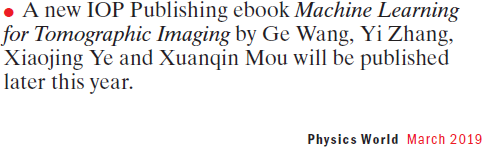 • A new IOP Publishing ebook Machine Learning
for Tomographic Imaging by Ge Wang, Yi Zhang,
Xiaojing Ye and Xuanqin Mou will be published
later this year.
Physics World March 2019